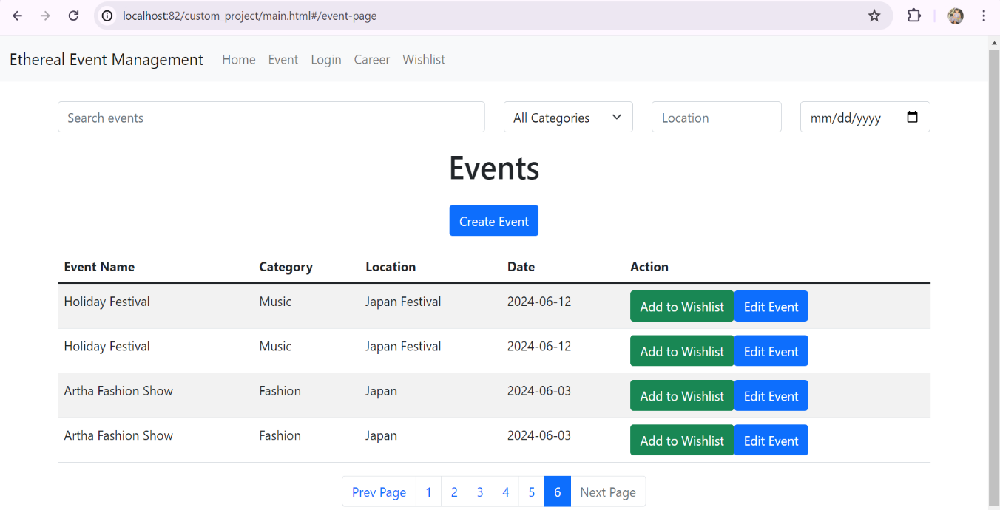 localhost:82/custom_project/main.html#/event-page
Ethereal Event Management Home Event Login Career Wishlist
Search events All Categories Location mm/dd/yyyy
Events
Create Event
Event Name Category Location Date Action
Holiday Festival Music Japan Festival 2024-06-12 Add to Wishlist Edit Event
Holiday Festival Music Japan Festival 2024-06-12 Add to Wishlist Edit Event
Artha Fashion Show Fashion Japan 2024-06-03 Add to Wishlist Edit Event
Artha Fashion Show Fashion Japan 2024-06-03 Add to Wishlist Edit Event
Prev Page 1 2 3 4 5 6 Next Page